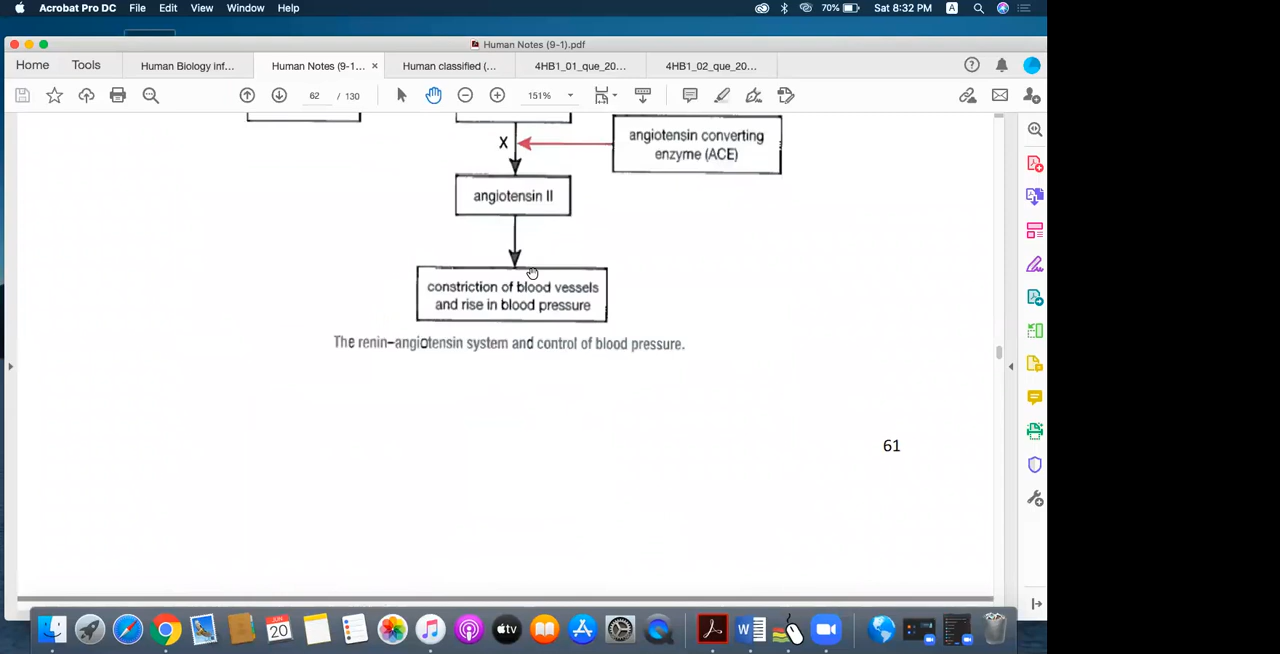 Acrobat Pro DC File Edit View Window Help 70% Sat 8:32 PM A
Human Notes (9-1).pdf
Home Tools Human Biology inf... Human Notes (9-1... × Human classified (... 4HB1_01_que_20... 4HB1_02_que_20...
62 / 130 151%
X
angiotensin converting
enzyme (ACE)
angiotensin II
constriction of blood vessels
and rise in blood pressure
The renin–angiotensin system and control of blood pressure.
61
JUN
20
tv
W